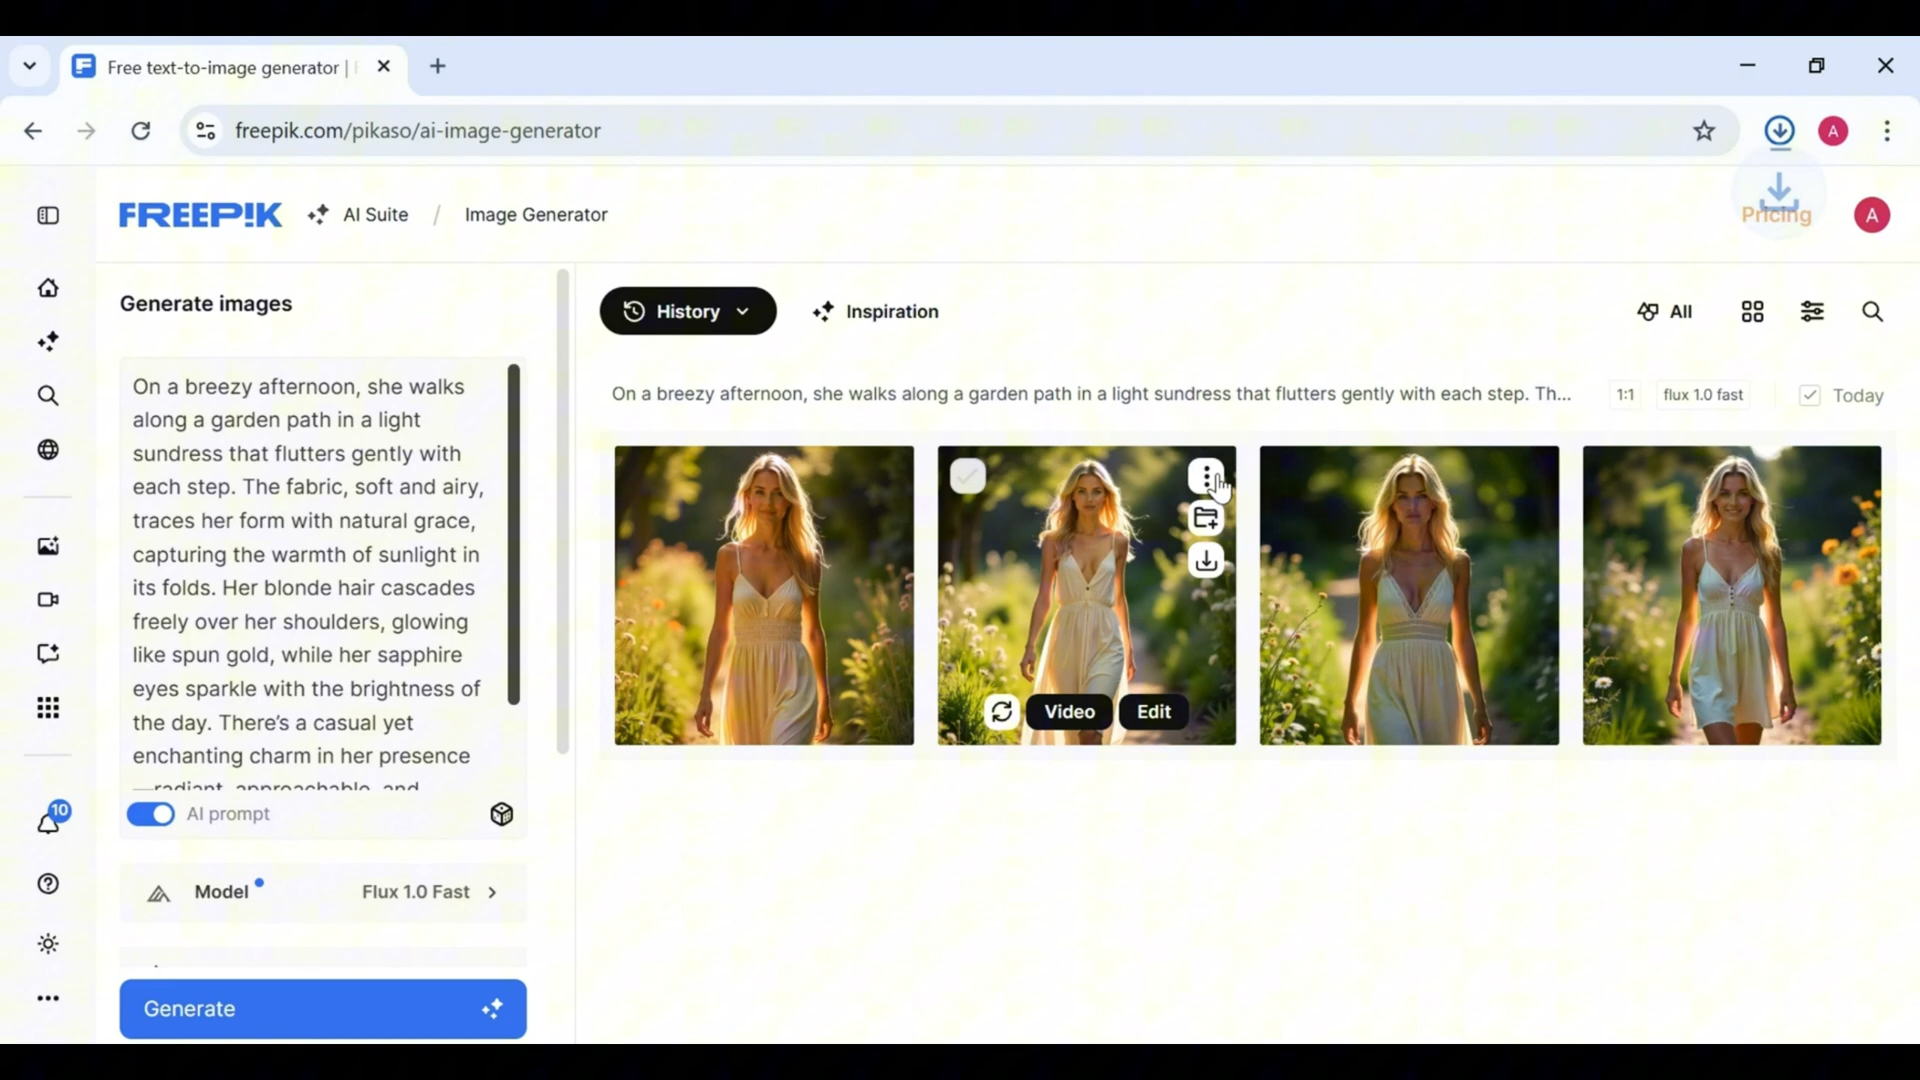 Free text-to-image generator |
freepik.com/pikaso/ai-image-generator
A
FREEP!K
AI Suite
/
Image Generator
Pricing
A
Generate images
On a breezy afternoon, she walks
along a garden path in a light
sundress that flutters gently with
each step. The fabric, soft and airy,
traces her form with natural grace,
capturing the warmth of sunlight in
its folds. Her blonde hair cascades
freely over her shoulders, glowing
like spun gold, while her sapphire
eyes sparkle with the brightness of
the day. There's a casual yet
enchanting charm in her presence
—radiant, approachable, and
AI prompt
Model
Flux 1.0 Fast
Generate
10
History
Inspiration
All
On a breezy afternoon, she walks along a garden path in a light sundress that flutters gently with each step. Th...
1:1
flux 1.0 fast
Today
Video
Edit